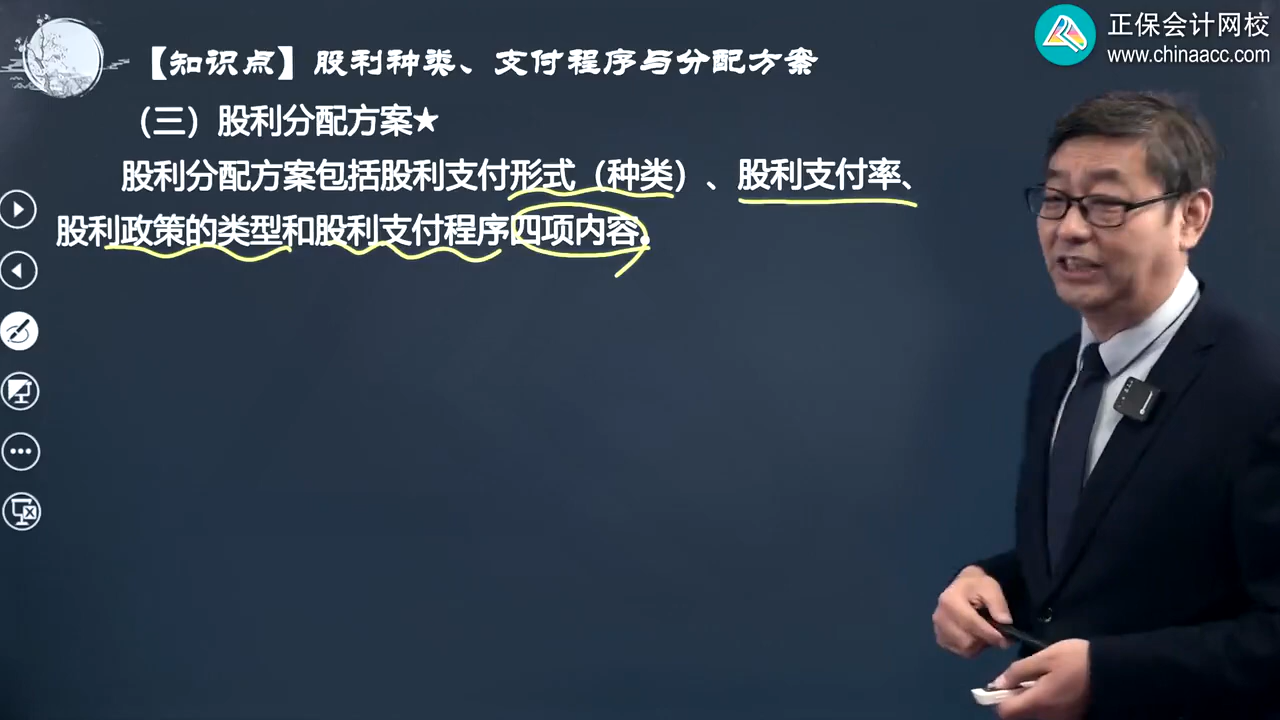 正保会计网校
www.chinaacc.com
【知识点】股利种类、支付程序与分配方案
（三）股利分配方案★
股利分配方案包括股利支付形式（种类）、股利支付率、
股利政策的类型和股利支付程序四项内容。